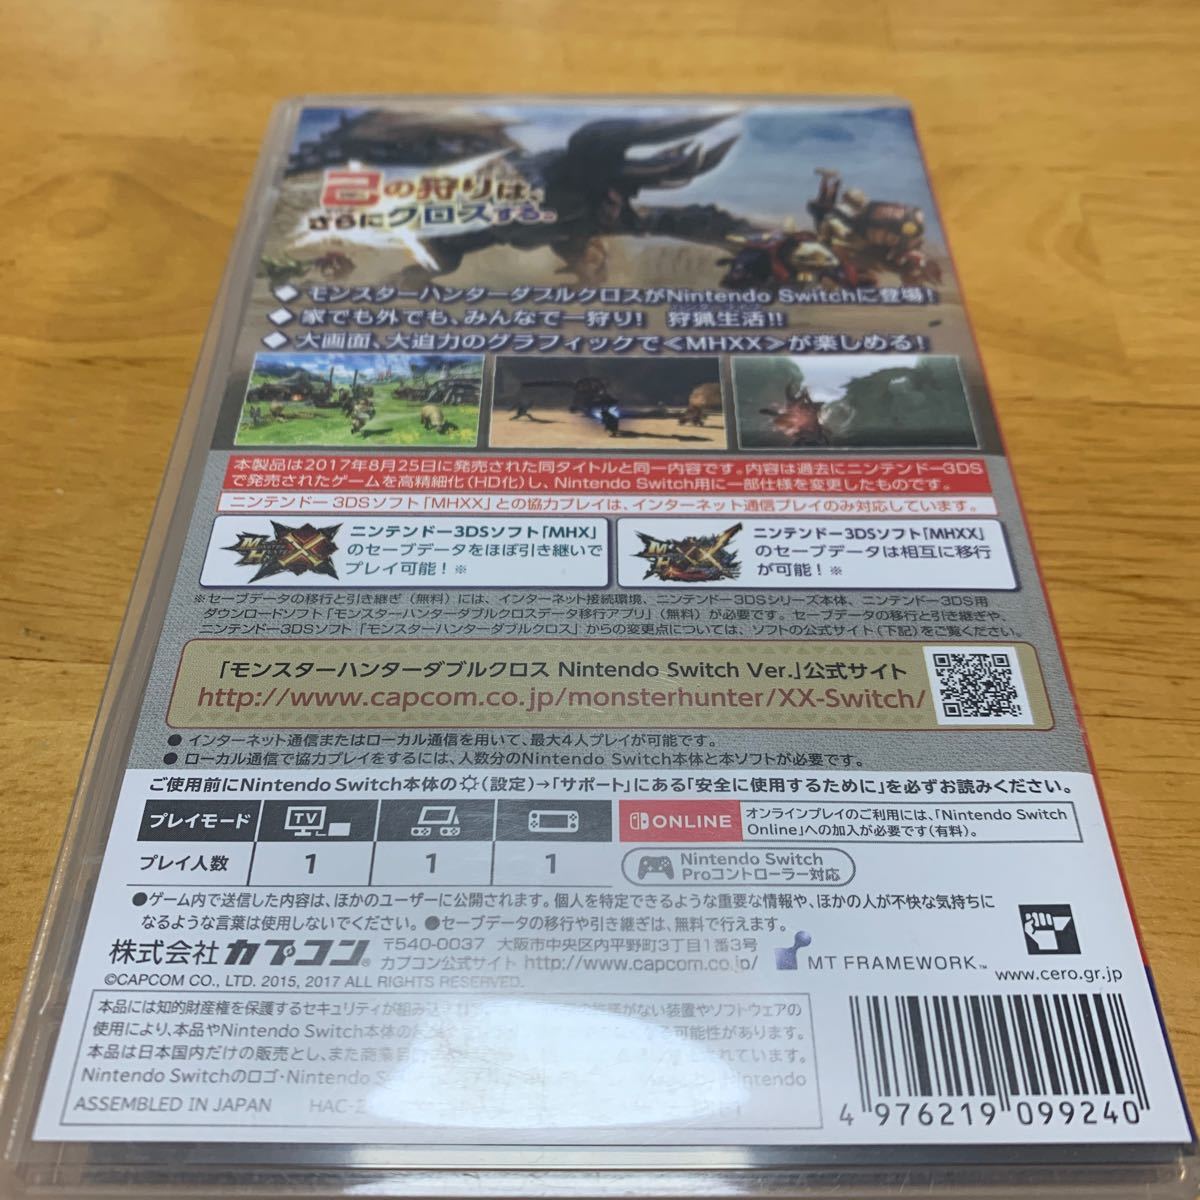 己の狩りは、
さらにクロスする。
◆ モンスターハンターダブルクロスがNintendo Switchに登場！
◆ 家でも外でも、みんなで一狩り！ 狩猟生活!!
◆ 大画面、大迫力のグラフィックで＜MHXX＞が楽しめる！
本製品は2017年8月25日に発売された同タイトルと同一内容です。内容は過去にニンテンドー3DS
で発売されたゲームを高精細化（HD化）し、Nintendo Switch用に一部仕様を変更したものです。
ニンテンドー3DSソフト「MHXX」との協力プレイは、インターネット通信プレイのみ対応しています。
ニンテンドー3DSソフト「MHX」
のセーブデータをほぼ引き継いで
プレイ可能！※
ニンテンドー3DSソフト「MHXX」
のセーブデータは相互に移行
が可能！※
※セーブデータの移行と引き継ぎ（無料）には、インターネット接続環境、ニンテンドー3DSシリーズ本体、ニンテンドー3DS用
ダウンロードソフト「モンスターハンターダブルクロスデータ移行アプリ」（無料）が必要です。セーブデータの移行と引き継ぎや、
ニンテンドー3DSソフト「モンスターハンターダブルクロス」からの変更点については、ソフトの公式サイト（下記）をご覧ください。
「モンスターハンターダブルクロス Nintendo Switch Ver.」公式サイト
http://www.capcom.co.jp/monsterhunter/XX-Switch/
● インターネット通信またはローカル通信を用いて、最大4人プレイが可能です。
● ローカル通信で協力プレイをするには、人数分のNintendo Switch本体と本ソフトが必要です。
ご使用前にNintendo Switch本体の（設定）→「サポート」にある「安全に使用するために」を必ずお読みください。
プレイモード TV
プレイ人数 1 1 1
ONLINE
オンラインプレイのご利用には、「Nintendo Switch
Online」への加入が必要です（有料）。
Nintendo Switch
Proコントローラー対応
●ゲーム内で送信した内容は、ほかのユーザーに公開されます。個人を特定できるような重要な情報や、ほかの人が不快な気持ちに
なるような言葉は使用しないでください。●セーブデータの移行や引き継ぎは、無料で行えます。
株式会社 カプコン®
〒540-0037 大阪市中央区内平野町3丁目1番3号
カプコン公式サイト http://www.capcom.co.jp/
MT FRAMEWORK™
www.cero.gr.jp
©CAPCOM CO., LTD. 2015, 2017 ALL RIGHTS RESERVED.
本品には知的財産権を保護するセキュリティが組み込 がない装置やソフトウェアの
使用により、本品やNintendo Switch本体の る可能性があります。
本品は日本国内だけの販売とし、また商業目 されています。
Nintendo Switchのロゴ・Nintendo Nintendo
ASSEMBLED IN JAPAN HAC-
4 976219 099240